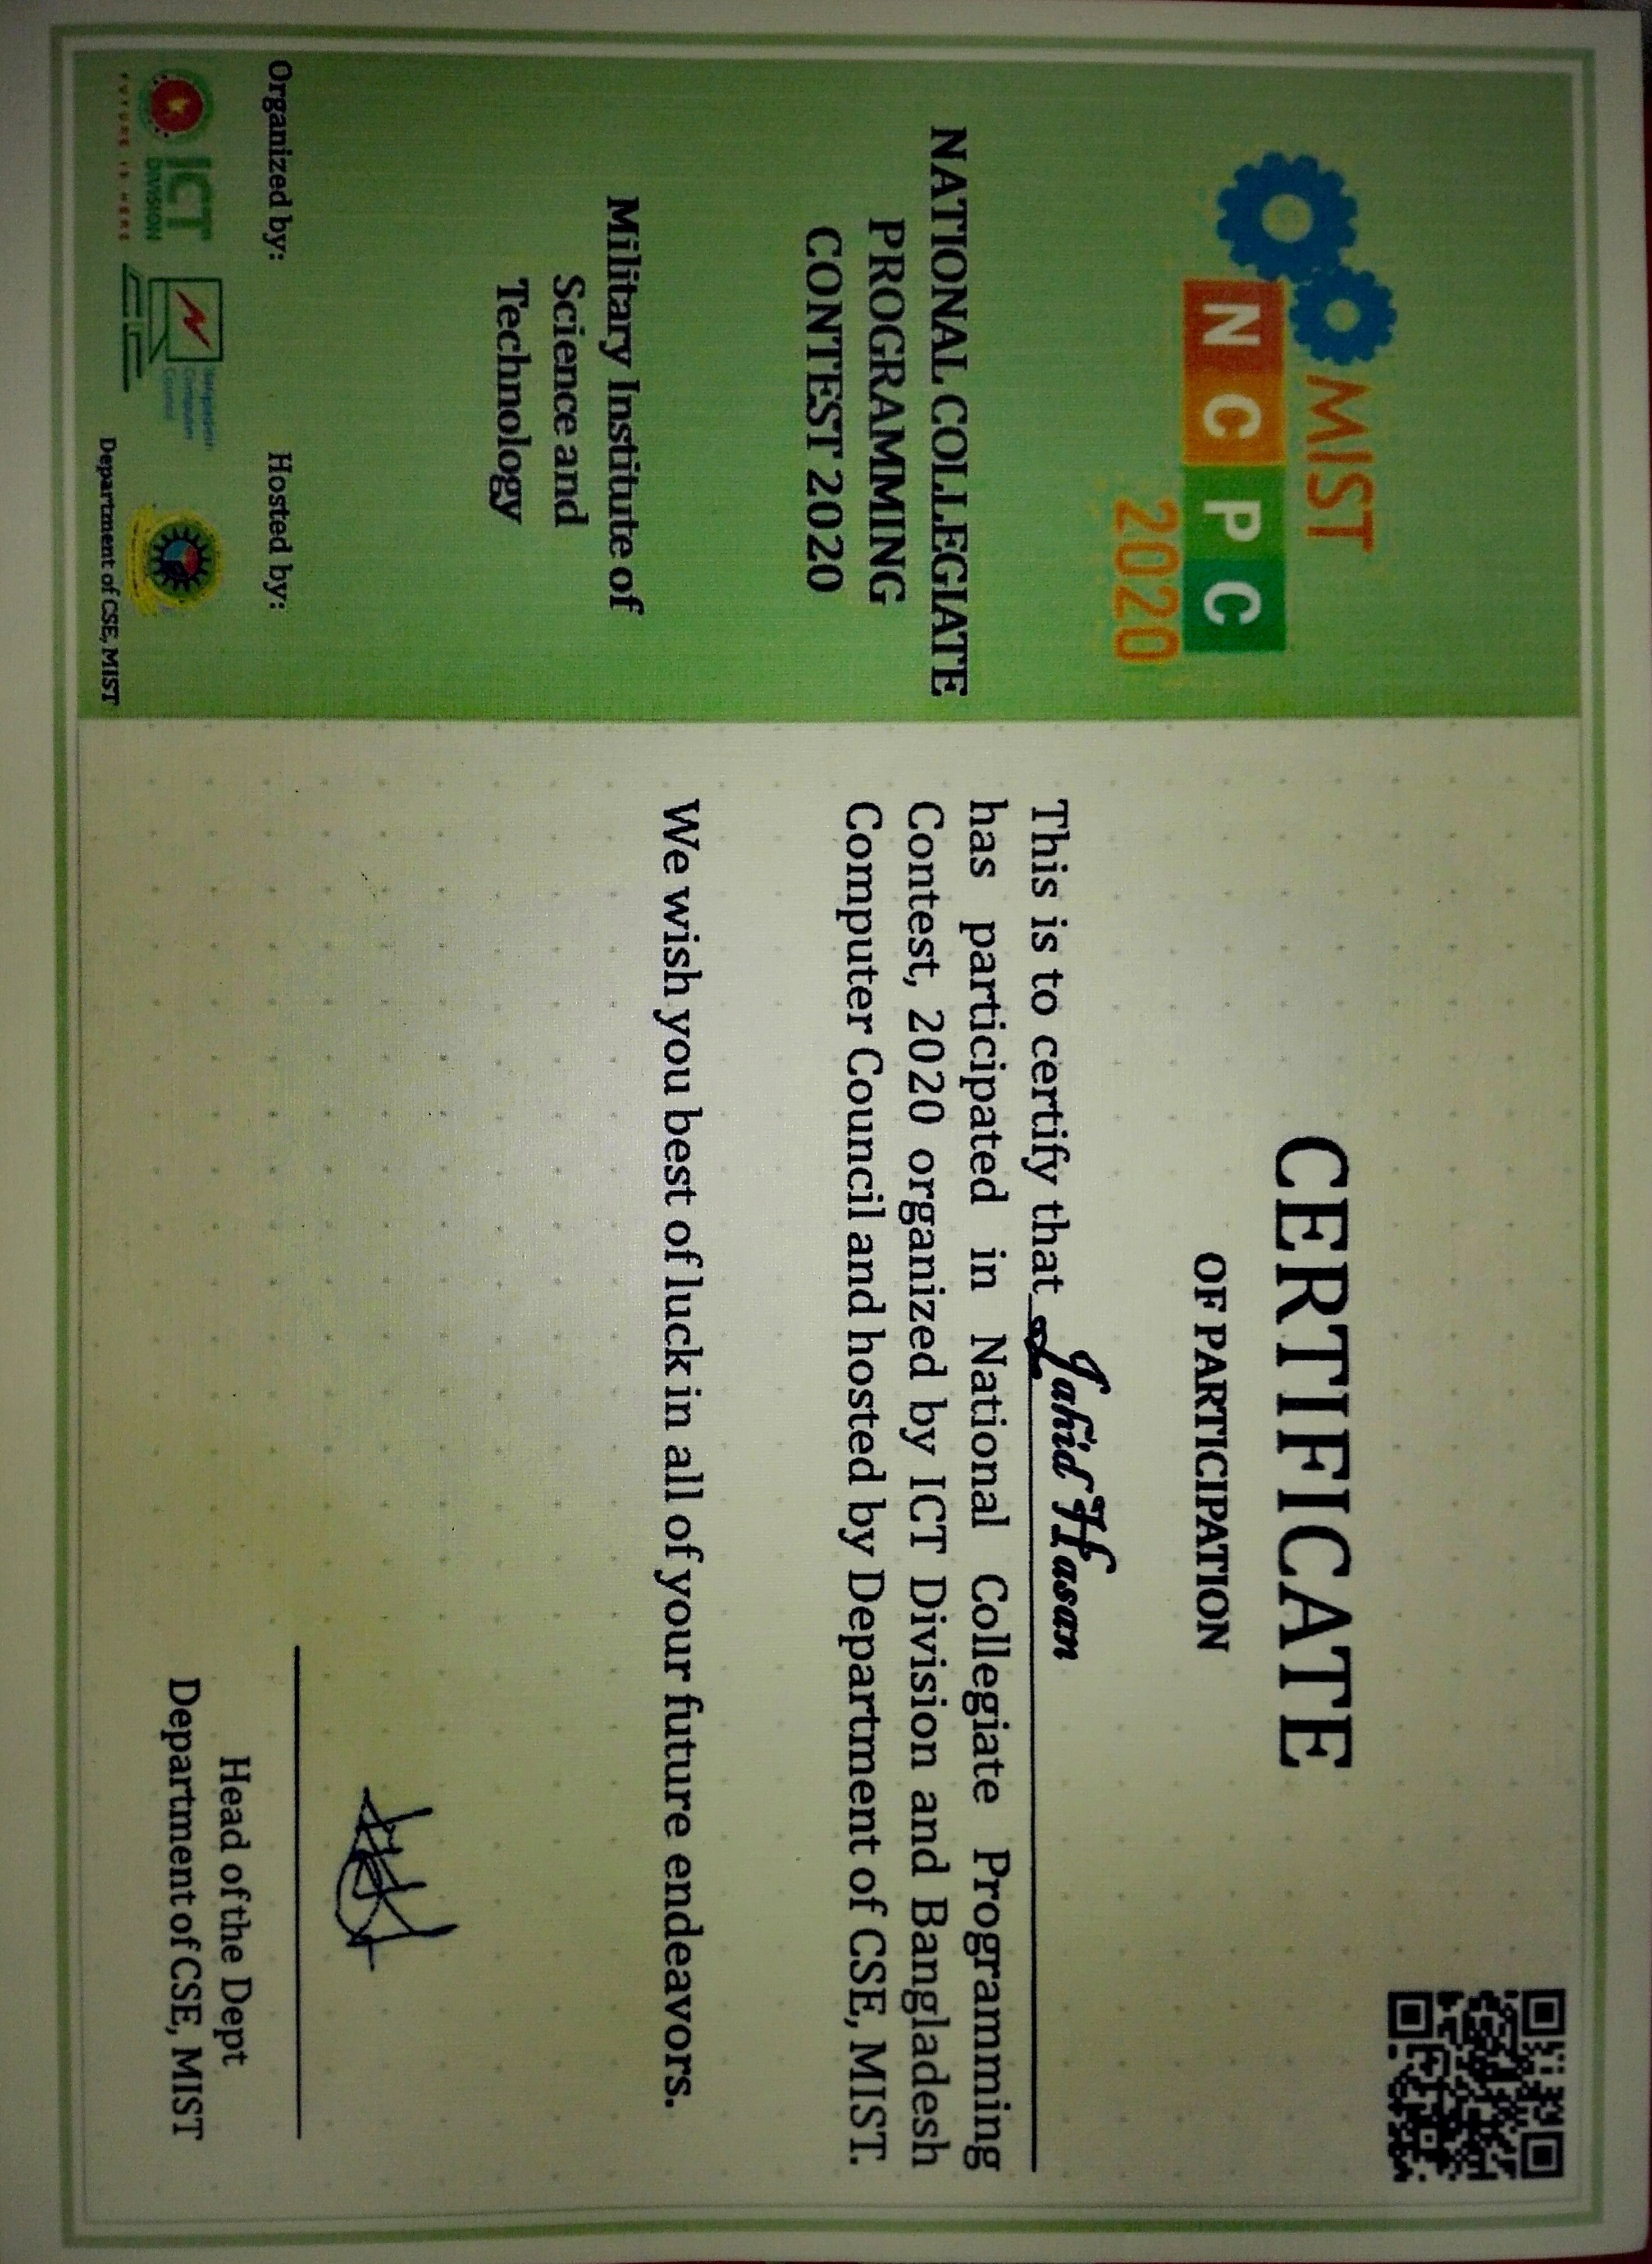 MIST
NCPC
2020
NATIONAL COLLEGIATE
PROGRAMMING
CONTEST 2020
Military Institute of
Science and
Technology
Organized by:
Hosted by:
ICT
DIVISION
FUTURE IS HERE
Bangladesh
Computer
Council
Department of CSE, MIST
CERTIFICATE
OF PARTICIPATION
This is to certify that Jahid Hasan
has participated in National Collegiate Programming
Contest, 2020 organized by ICT Division and Bangladesh
Computer Council and hosted by Department of CSE, MIST.
We wish you best of luck in all of your future endeavors.
Head of the Dept
Department of CSE, MIST